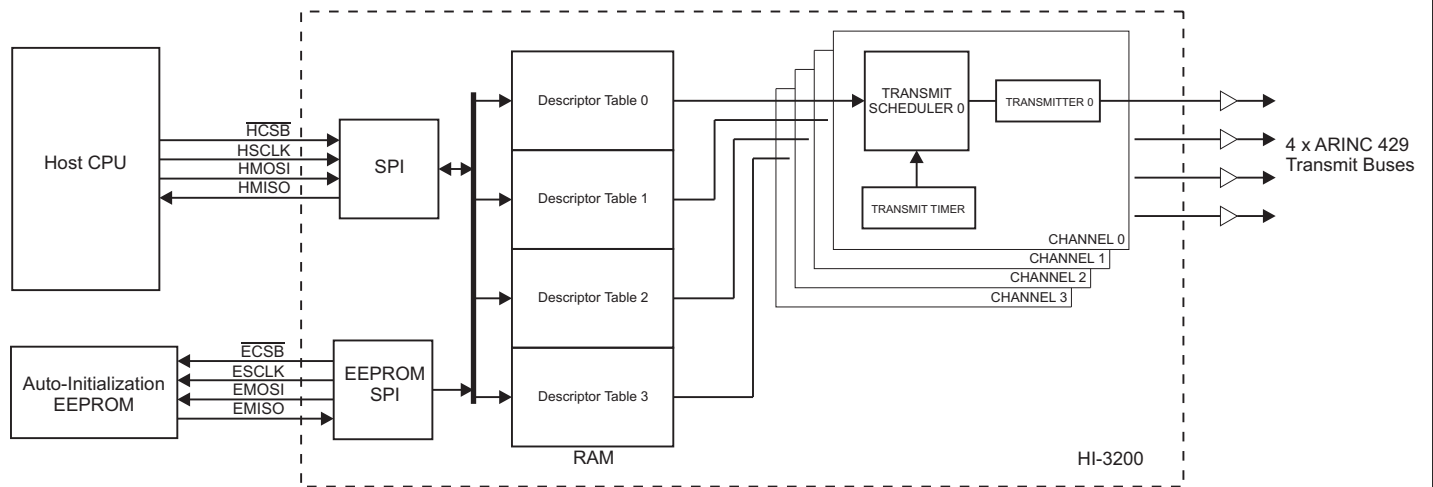 Host CPU
HCSB
HSCLK
HMOSI
HMISO
SPI
Auto-Initialization
EEPROM
ECSB
ESCLK
EMOSI
EMISO
EEPROM
SPI
Descriptor Table 0
Descriptor Table 1
Descriptor Table 2
Descriptor Table 3
RAM
TRANSMIT
SCHEDULER 0
TRANSMITTER 0
TRANSMIT TIMER
CHANNEL 0
CHANNEL 1
CHANNEL 2
CHANNEL 3
4 x ARINC 429
Transmit Buses
HI-3200